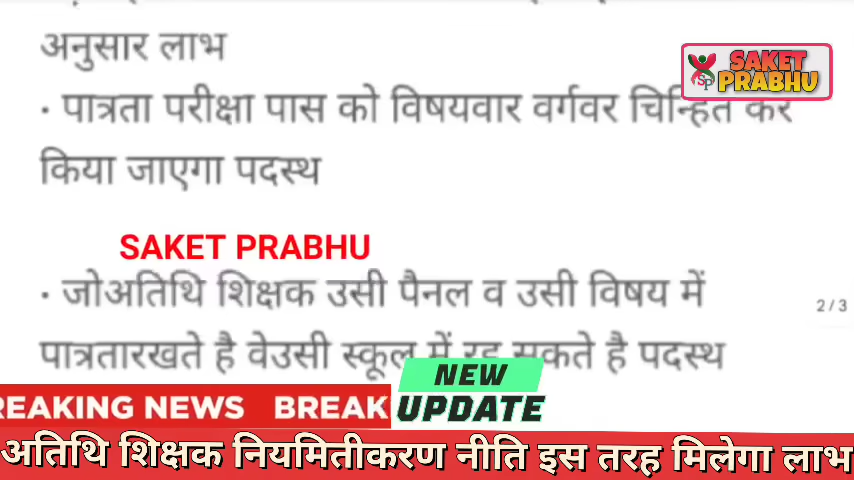 अनुसार लाभ
SAKET
PRABHU
SP
• पात्रता परीक्षा पास को विषयवार वर्गवर चिन्हित कर
किया जाएगा पदस्थ
SAKET PRABHU
• जोअतिथि शिक्षक उसी पैनल व उसी विषय में
2/3
पात्रतारखते है वेउसी स्कूल में रह सकते है पदस्थ
NEW
UPDATE
REAKING NEWS BREAK
अतिथि शिक्षक नियमितीकरण नीति इस तरह मिलेगा लाभ